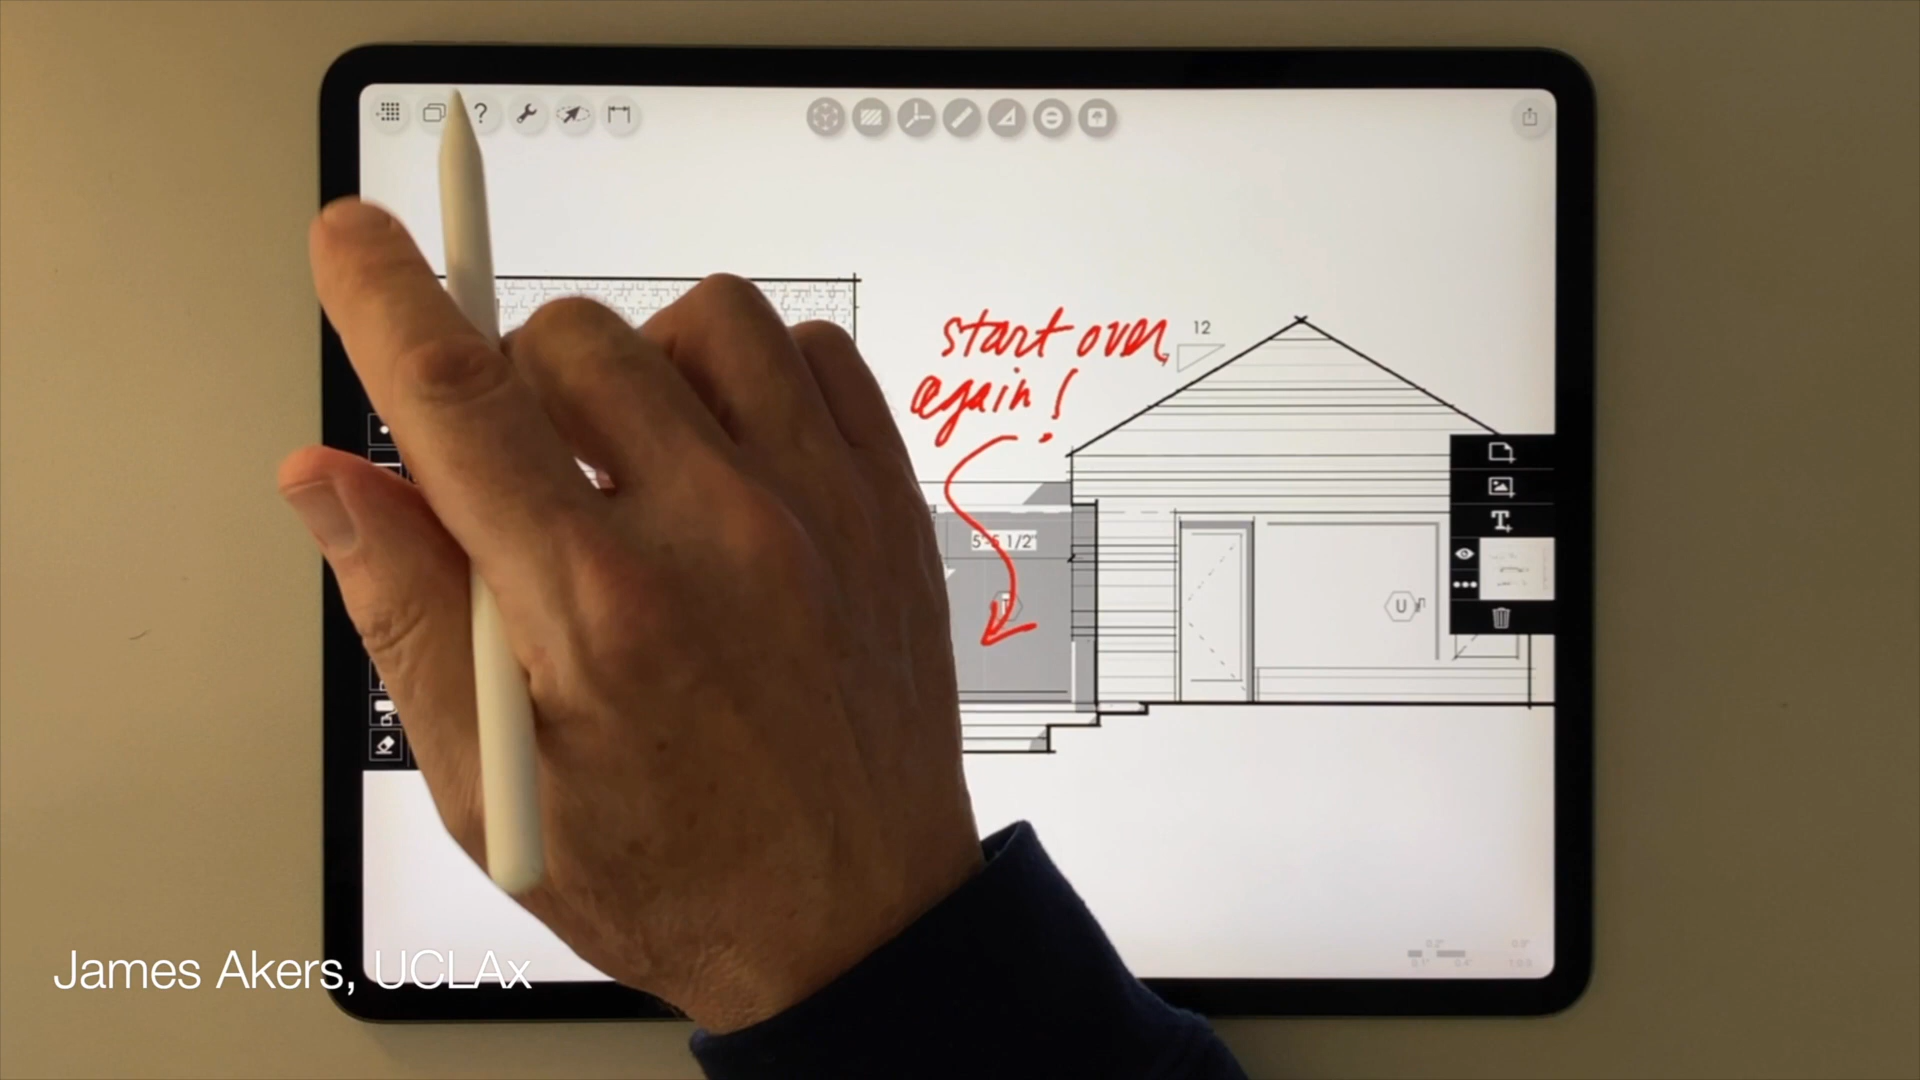 ?
start over,
again!
12
5'-5 1/2"
U
T
James Akers, UCLAx